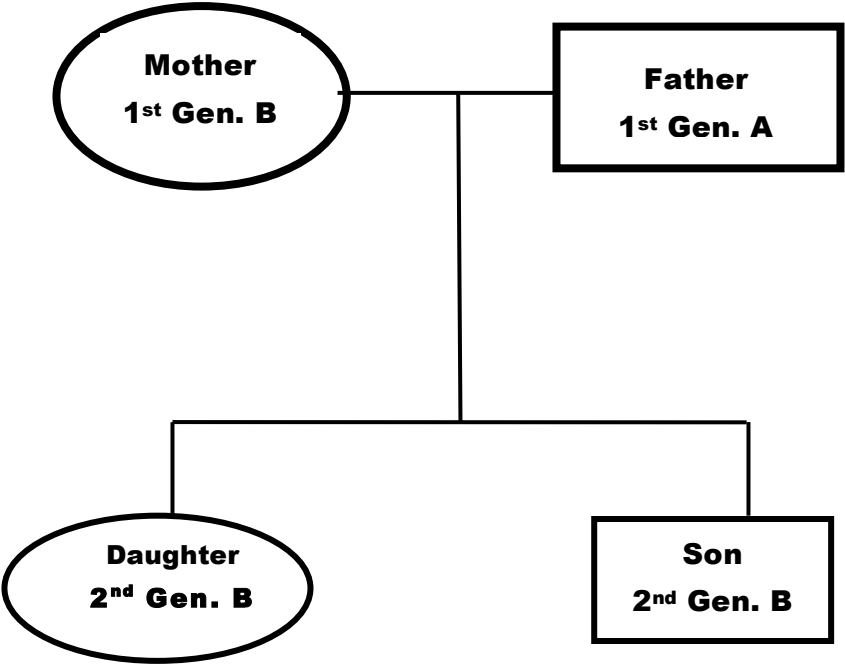 Mother
1st Gen. B
Father
1st Gen. A
Daughter
2nd Gen. B
Son
2nd Gen. B